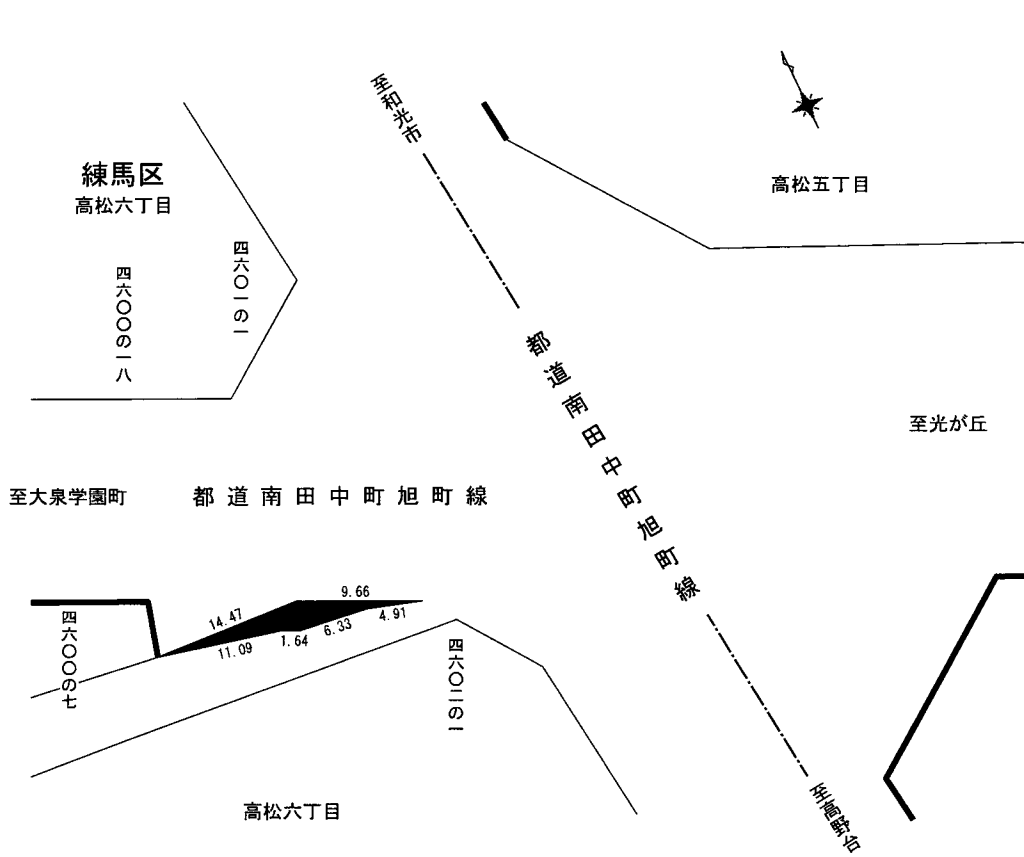 至和光市
練馬区
高松六丁目
高松五丁目
四六〇一の一
四六〇〇の一八
都道南田中町旭町線
至光が丘
至大泉学園町
都道南田中町旭町線
9.66
14.47
4.91
6.33
1.64
11.09
四六〇〇の七
四六〇二の一
高松六丁目
至高野台